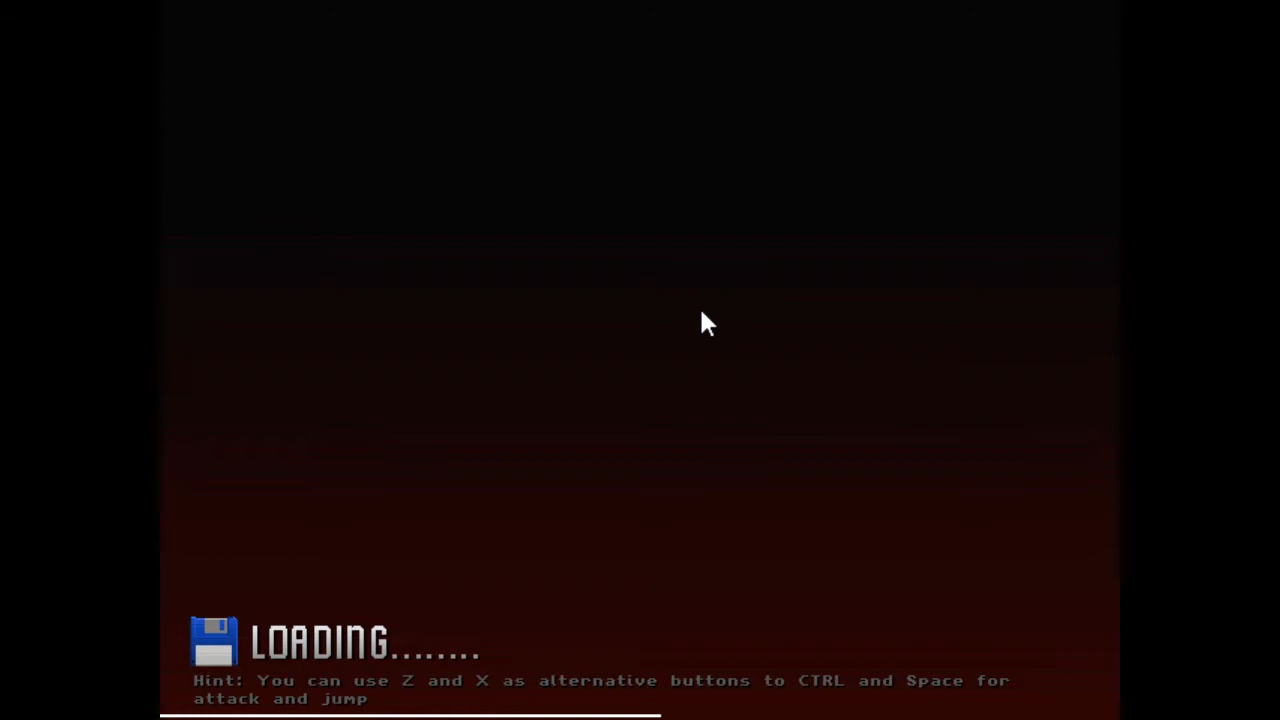 LOADING........
Hint: You can use Z and X as alternative buttons to CTRL and Space for
attack and jump